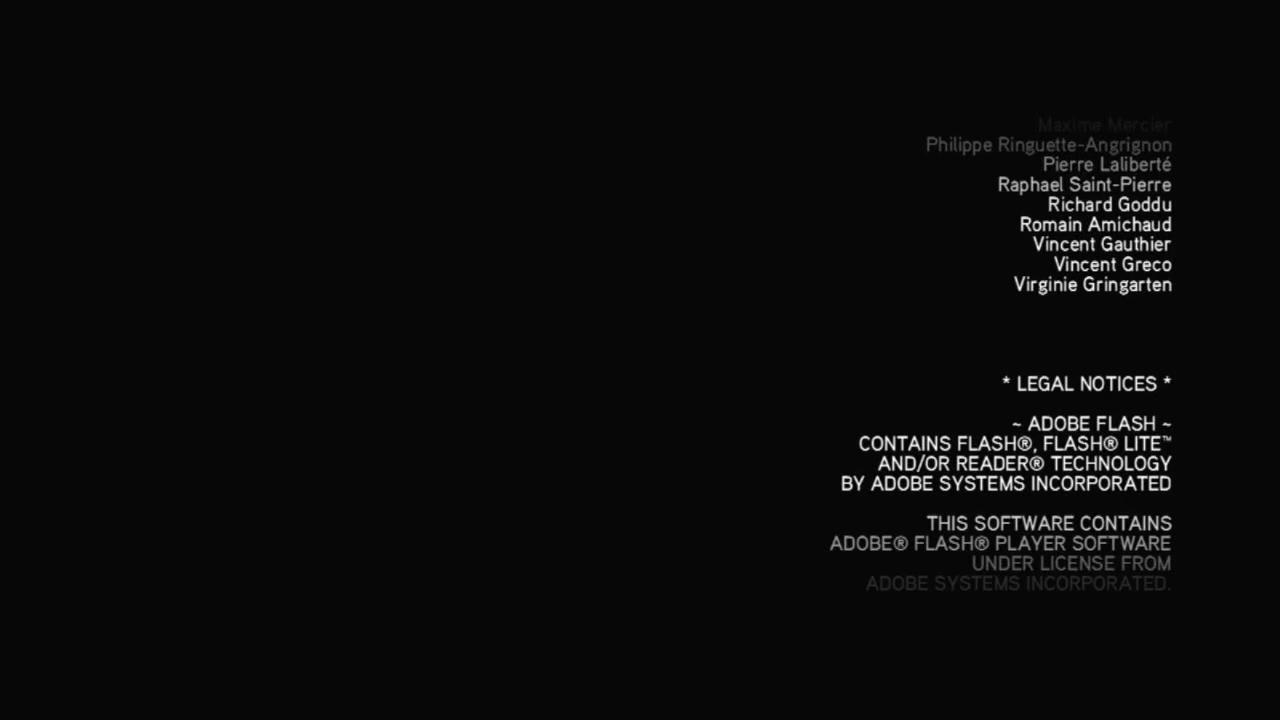 Maxime Mercier
Philippe Ringuette-Angrignon
Pierre Laliberté
Raphael Saint-Pierre
Richard Goddu
Romain Amichaud
Vincent Gauthier
Vincent Greco
Virginie Gringarten
* LEGAL NOTICES *
~ ADOBE FLASH ~
CONTAINS FLASH®, FLASH® LITE™
AND/OR READER® TECHNOLOGY
BY ADOBE SYSTEMS INCORPORATED
THIS SOFTWARE CONTAINS
ADOBE® FLASH® PLAYER SOFTWARE
UNDER LICENSE FROM
ADOBE SYSTEMS INCORPORATED.